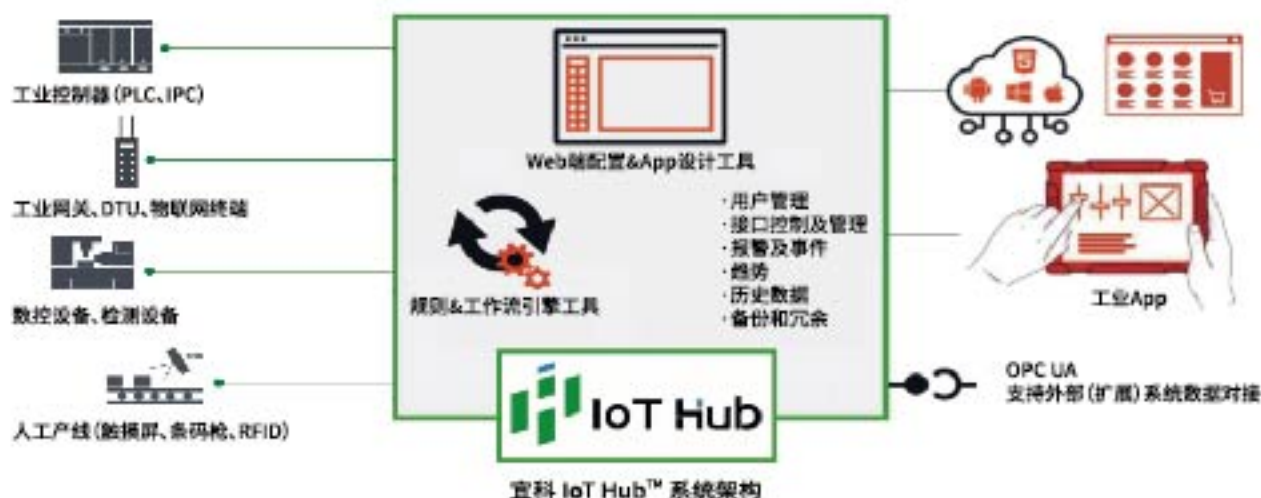 工业控制器(PLC、IPC)
工业网关、DTU、物联网终端
数控设备、检测设备
人工产线(触摸屏、条码枪、RFID)
Web端配置&App设计工具
规则&工作流引擎工具
·用户管理
·接口控制及管理
·报警及事件
·趋势
·历史数据
·备份和冗余
IoT Hub
工业App
OPC UA
支持外部(扩展)系统数据对接
宜科 IoT Hub™ 系统架构